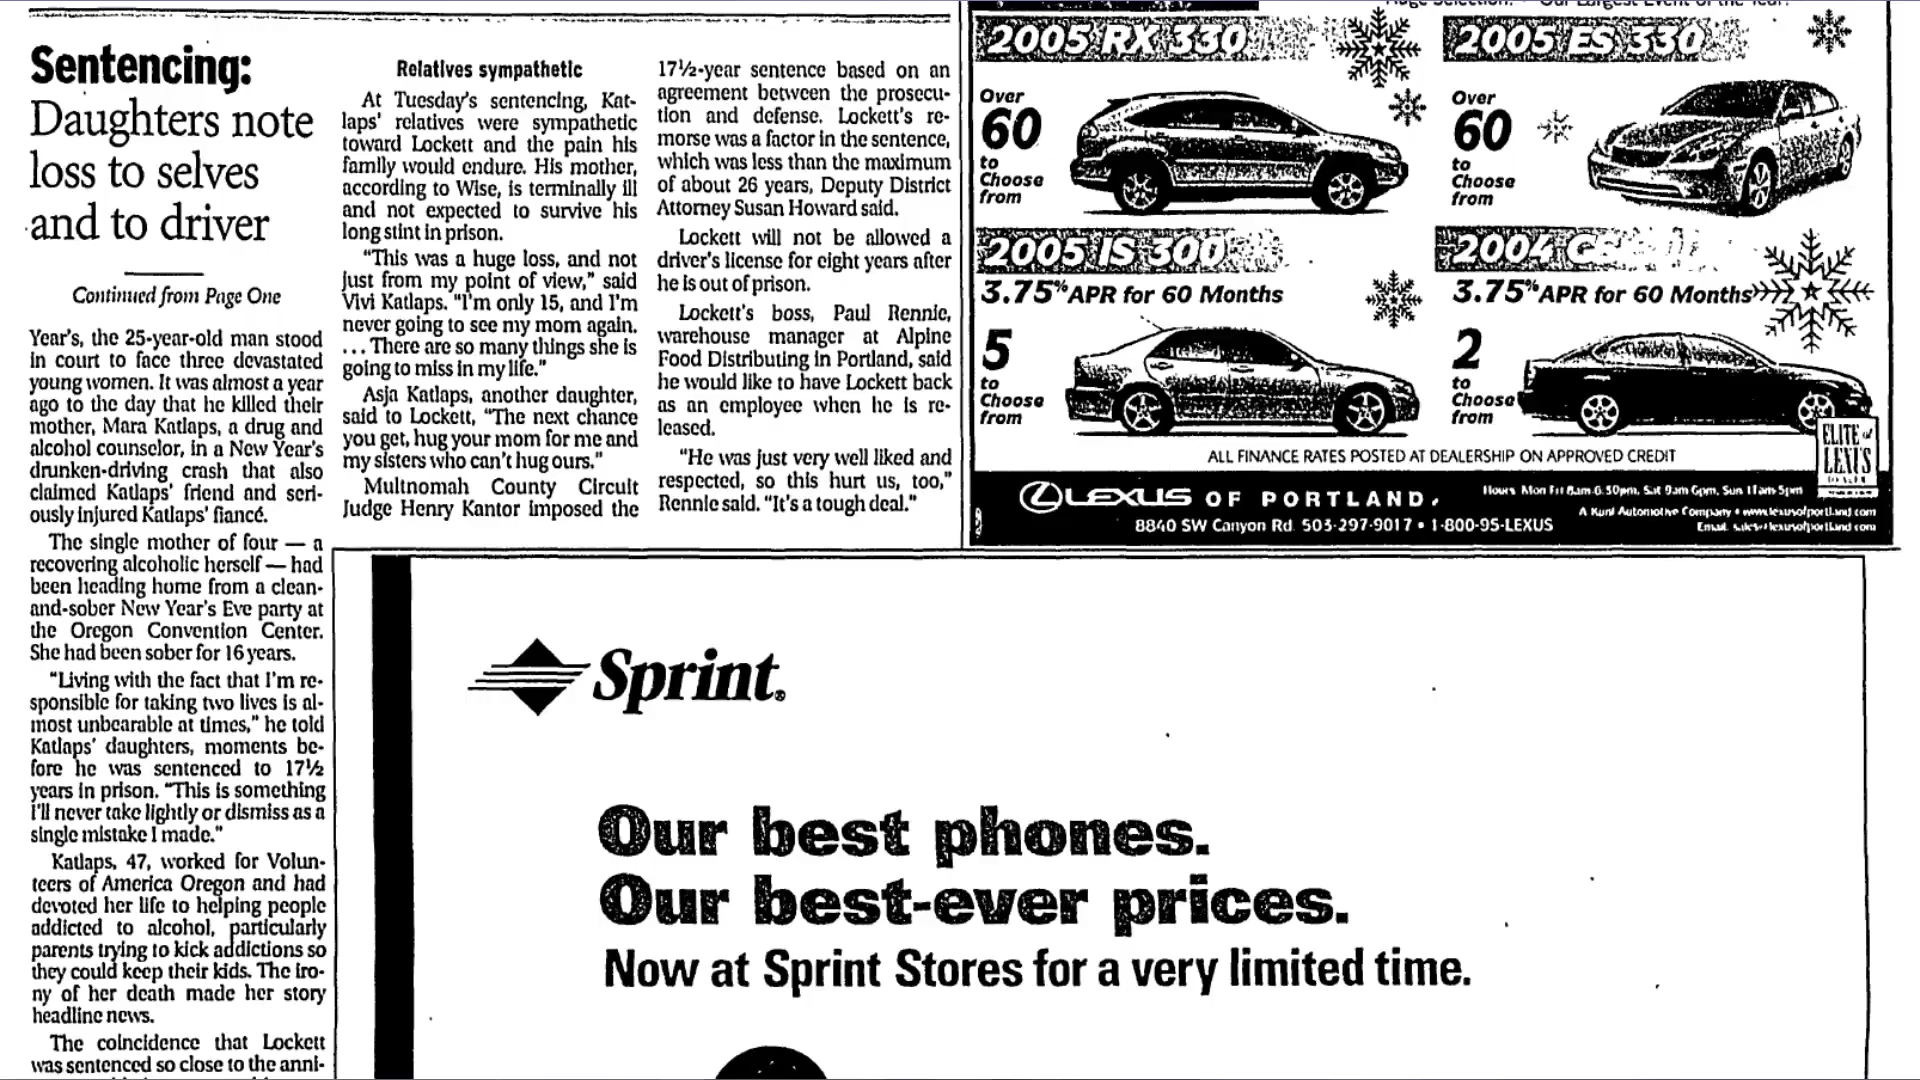 Sentencing:
Daughters note
loss to selves
and to driver
Continued from Page One
Year's, the 25-year-old man stood
in court to face three devastated
young women. It was almost a year
ago to the day that he killed their
mother, Mara Katlaps, a drug and
alcohol counselor, in a New Year's
drunken-driving crash that also
claimed Katlaps' friend and seri-
ously injured Katlaps' fiancé.
The single mother of four — a
recovering alcoholic herself — had
been heading home from a clean-
and-sober New Year's Eve party at
the Oregon Convention Center.
She had been sober for 16 years.
"Living with the fact that I'm re-
sponsible for taking two lives is al-
most unbearable at times," he told
Katlaps' daughters, moments be-
fore he was sentenced to 17½
years in prison. "This is something
I'll never take lightly or dismiss as a
single mistake I made."
Katlaps, 47, worked for Volun-
teers of America Oregon and had
devoted her life to helping people
addicted to alcohol, particularly
parents trying to kick addictions so
they could keep their kids. The iro-
ny of her death made her story
headline news.
The coincidence that Lockett
was sentenced so close to the anni-
Relatives sympathetic
At Tuesday's sentencing, Kat-
laps' relatives were sympathetic
toward Lockett and the pain his
family would endure. His mother,
according to Wise, is terminally ill
and not expected to survive his
long stint in prison.
"This was a huge loss, and not
just from my point of view," said
Vivi Katlaps. "I'm only 15, and I'm
never going to see my mom again.
... There are so many things she is
going to miss in my life."
Asja Katlaps, another daughter,
said to Lockett, "The next chance
you get, hug your mom for me and
my sisters who can't hug ours."
Multnomah County Circuit
Judge Henry Kantor imposed the
17½-year sentence based on an
agreement between the prosecu-
tion and defense. Lockett's re-
morse was a factor in the sentence,
which was less than the maximum
of about 26 years, Deputy District
Attorney Susan Howard said.
Lockett will not be allowed a
driver's license for eight years after
he is out of prison.
Lockett's boss, Paul Rennie,
warehouse manager at Alpine
Food Distributing in Portland, said
he would like to have Lockett back
as an employee when he is re-
leased.
"He was just very well liked and
respected, so this hurt us, too,"
Rennie said. "It's a tough deal."
2005 RX 330
Over
60
to
Choose
from
2005 ES 330
Over
60
to
Choose
from
2005 IS 300
3.75% APR for 60 Months
5
to
Choose
from
2004
3.75% APR for 60 Months
2
to
Choose
from
ELITE of
LEXUS
ALL FINANCE RATES POSTED AT DEALERSHIP ON APPROVED CREDIT
LEXUS OF PORTLAND.
8840 SW Canyon Rd. 503-297-9017 • 1-800-95-LEXUS
Hours Mon Fri 8am-6:30pm, Sat 9am 6pm, Sun 11am 5pm
A Kuni Automotive Company • www.lexusofportland.com
Sprint®
Our best phones.
Our best-ever prices.
Now at Sprint Stores for a very limited time.